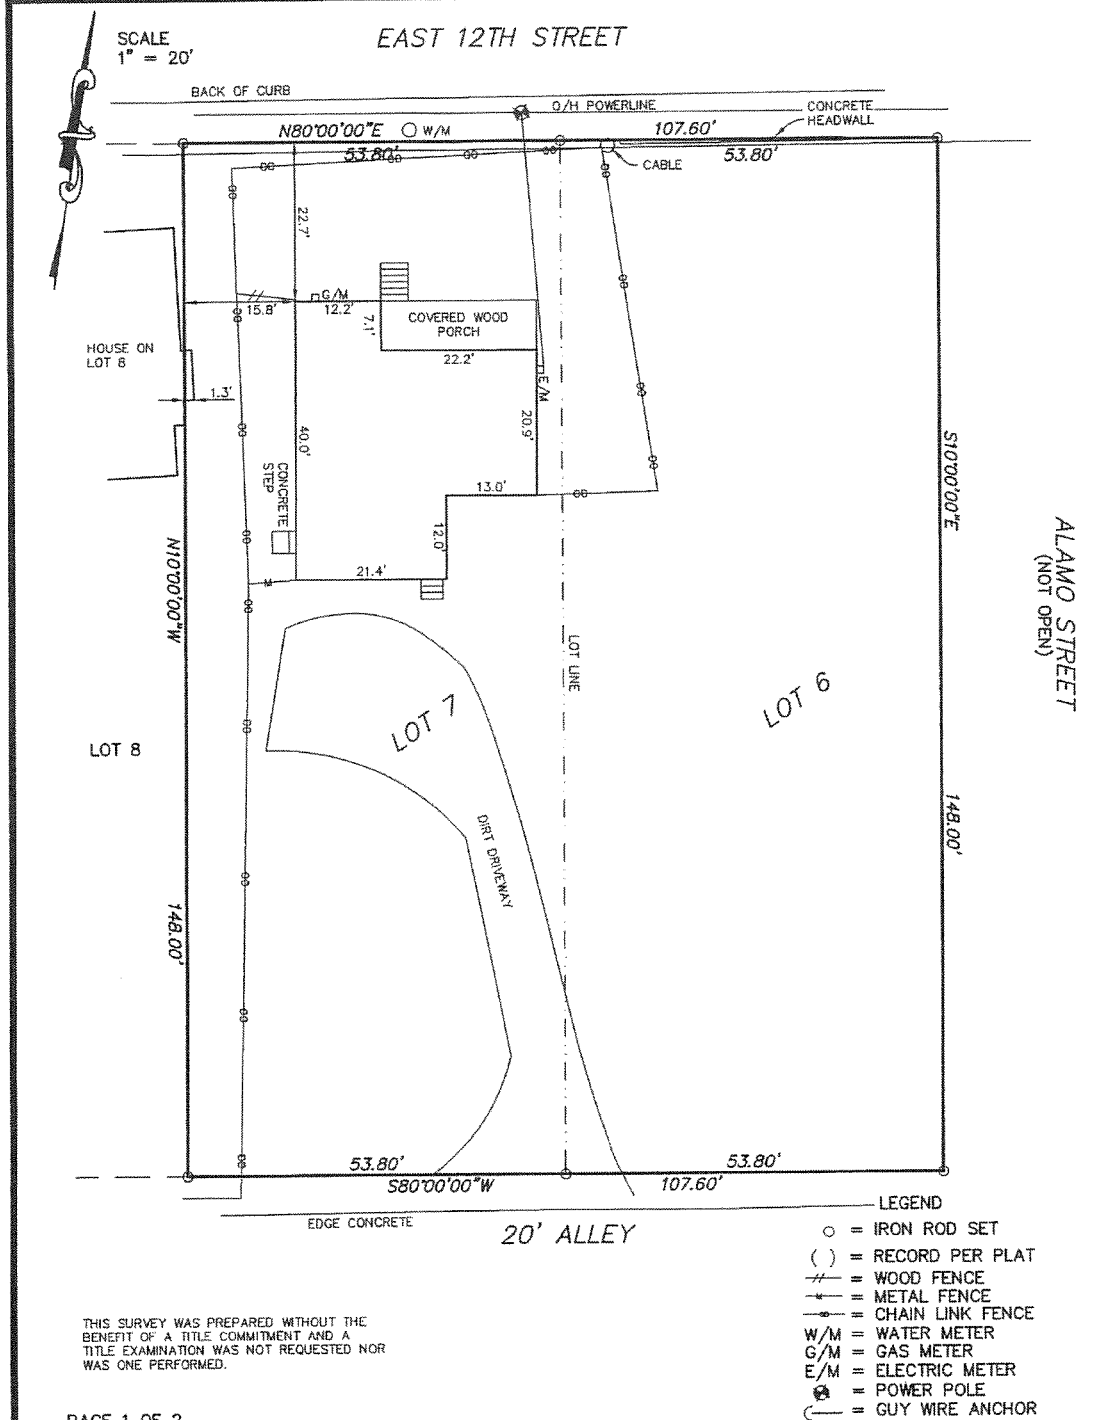 SCALE
1" = 20'
EAST 12TH STREET
BACK OF CURB
O/H POWERLINE
CONCRETE
HEADWALL
N80°00'00"E
W/M
107.60'
53.80'
53.80'
CABLE
22.7'
G/M
15.8'
12.2'
7.1'
COVERED WOOD
PORCH
22.2'
HOUSE ON
LOT 8
1.3'
E/M
20.9'
40.0'
CONCRETE
STEP
13.0'
12.0'
21.4'
S10°00'00"E
ALAMO STREET
(NOT OPEN)
N10°00'00"W
LOT LINE
LOT 7
LOT 6
LOT 8
DIRT DRIVEWAY
148.00'
148.00'
53.80'
53.80'
S80°00'00"W
107.60'
EDGE CONCRETE
20' ALLEY
LEGEND
= IRON ROD SET
( ) = RECORD PER PLAT
= WOOD FENCE
= METAL FENCE
= CHAIN LINK FENCE
W/M = WATER METER
G/M = GAS METER
E/M = ELECTRIC METER
= POWER POLE
= GUY WIRE ANCHOR
THIS SURVEY WAS PREPARED WITHOUT THE
BENEFIT OF A TITLE COMMITMENT AND A
TITLE EXAMINATION WAS NOT REQUESTED NOR
WAS ONE PERFORMED.
PAGE 1 OF 2